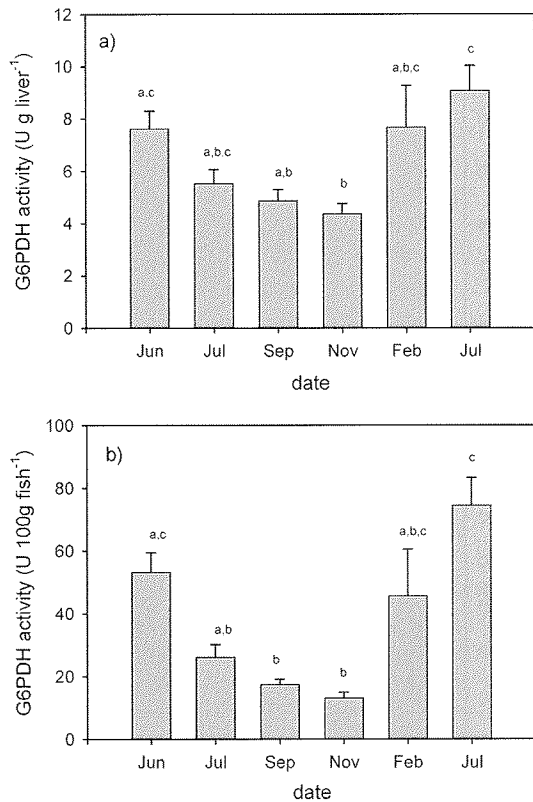 a)
G6PDH activity (U g liver⁻¹)
12
10
8
6
4
2
0
a,c
a,b,c
a,b
b
a,b,c
c
Jun Jul Sep Nov Feb Jul
date
b)
G6PDH activity (U 100g fish⁻¹)
100
80
60
40
20
0
a,c
a,b
b
b
a,b,c
c
Jun Jul Sep Nov Feb Jul
date